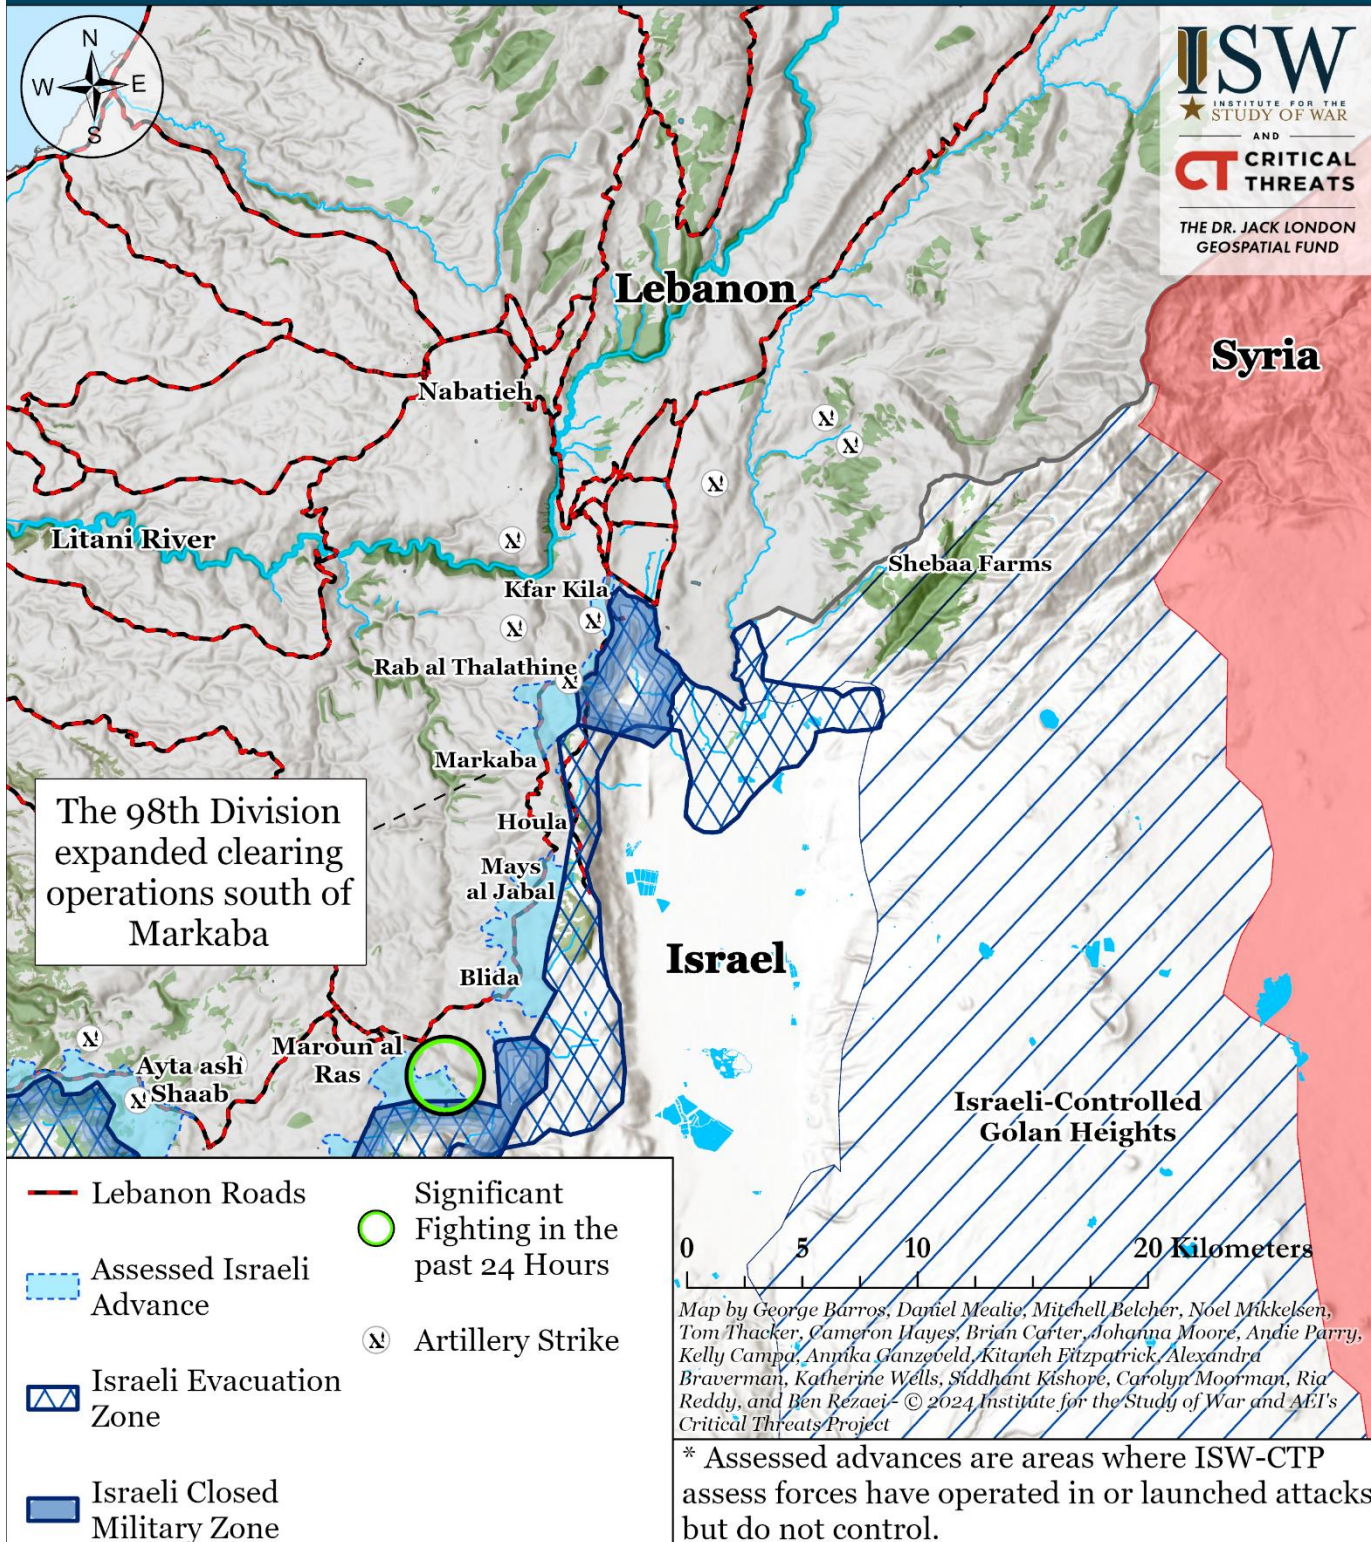 N
W
E
S
ISW
INSTITUTE FOR THE
STUDY OF WAR
AND
CT CRITICAL
THREATS
THE DR. JACK LONDON
GEOSPATIAL FUND
Lebanon
Syria
Nabatieh
Litani River
Shebaa Farms
Kfar Kila
Rab al Thalathine
Markaba
The 98th Division
expanded clearing
operations south of
Markaba
Houla
Mays
al Jabal
Israel
Blida
Maroun al
Ras
Ayta ash
Shaab
Israeli-Controlled
Golan Heights
Lebanon Roads
Assessed Israeli
Advance
Israeli Evacuation
Zone
Israeli Closed
Military Zone
Significant
Fighting in the
past 24 Hours
Artillery Strike
0 5 10 20 Kilometers
Map by George Barros, Daniel Mealie, Mitchell Belcher, Noel Mikkelsen,
Tom Thacker, Cameron Hayes, Brian Carter, Johanna Moore, Andie Parry,
Kelly Campa, Annika Ganzeveld, Kitaneh Fitzpatrick, Alexandra
Braverman, Katherine Wells, Siddhant Kishore, Carolyn Moorman, Ria
Reddy, and Ben Rezaei - © 2024 Institute for the Study of War and AEI's
Critical Threats Project
* Assessed advances are areas where ISW-CTP
assess forces have operated in or launched attacks
but do not control.